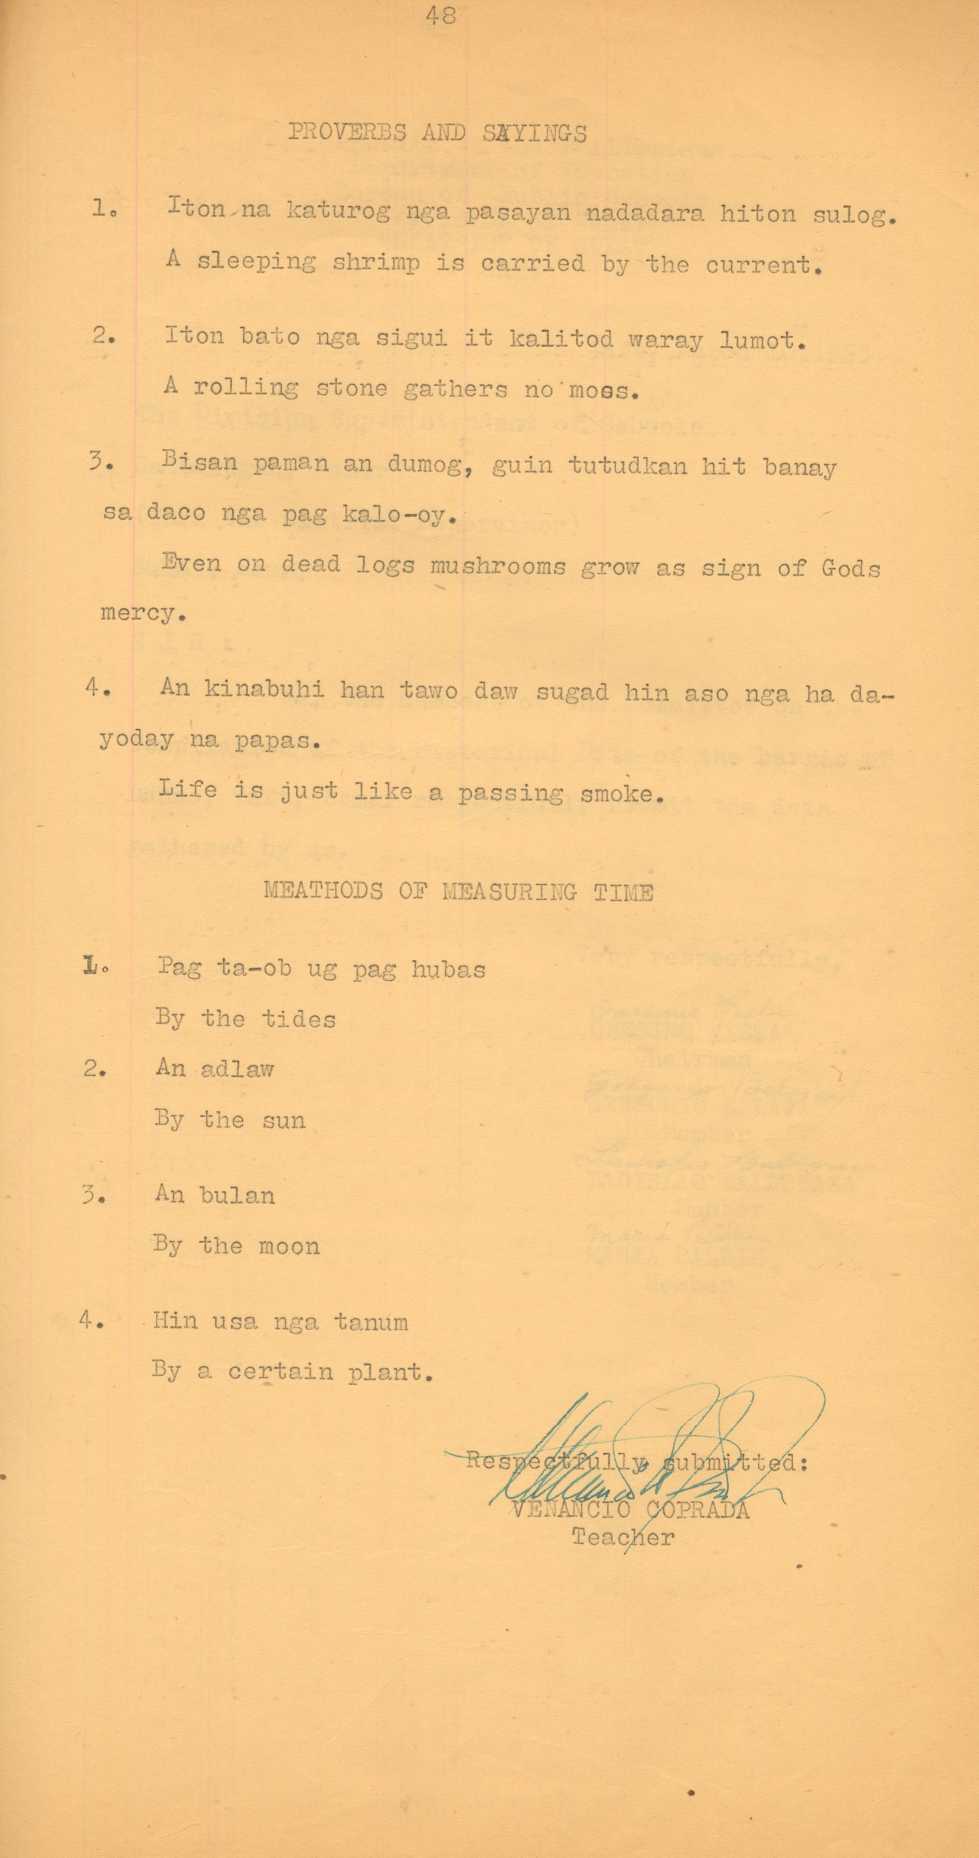 48
PROVERBS AND SAYINGS
1. Iton na katurog nga pasayan nadadara hiton sulog.
A sleeping shrimp is carried by the current.
2. Iton bato nga sigui it kalitod waray lumot.
A rolling stone gathers no moss.
3. Bisan paman an dumog, guin tutudkan hit banay
sa daco nga pag kalo-oy.
Even on dead logs mushrooms grow as sign of Gods
mercy.
4. An kinabuhi han tawo daw sugad hin aso nga ha da-
yoday na papas.
Life is just like a passing smoke.
MEATHODS OF MEASURING TIME
1. Pag ta-ob ug pag hubas
By the tides
2. An adlaw
By the sun
3. An bulan
By the moon
4. Hin usa nga tanum
By a certain plant.
Respectfully submitted:
VENANCIO COPRADA
Teacher